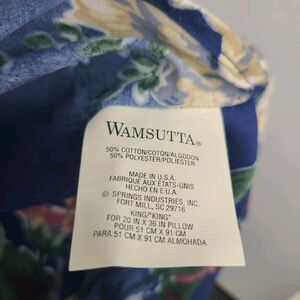 WAMSUTTA®
50% COTTON/COTON/ALGODON
50% POLYESTER/POLIESTER
MADE IN U.S.A.
FABRIQUÉ AUX ÉTATS-UNIS
HECHO EN E.U.A.
© SPRINGS INDUSTRIES, INC.
FORT MILL, SC 29716
KING/"KING"
FOR 20 IN X 36 IN PILLOW
POUR 51 CM X 91 CM
PARA 51 CM X 91 CM ALMOHADA